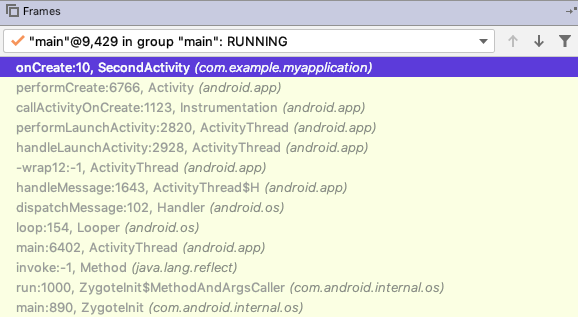 Frames
"main"@9,429 in group "main": RUNNING
onCreate:10, SecondActivity (com.example.myapplication)
performCreate:6766, Activity (android.app)
callActivityOnCreate:1123, Instrumentation (android.app)
performLaunchActivity:2820, ActivityThread (android.app)
handleLaunchActivity:2928, ActivityThread (android.app)
-wrap12:-1, ActivityThread (android.app)
handleMessage:1643, ActivityThread$H (android.app)
dispatchMessage:102, Handler (android.os)
loop:154, Looper (android.os)
main:6402, ActivityThread (android.app)
invoke:-1, Method (java.lang.reflect)
run:1000, ZygoteInit$MethodAndArgsCaller (com.android.internal.os)
main:890, ZygoteInit (com.android.internal.os)